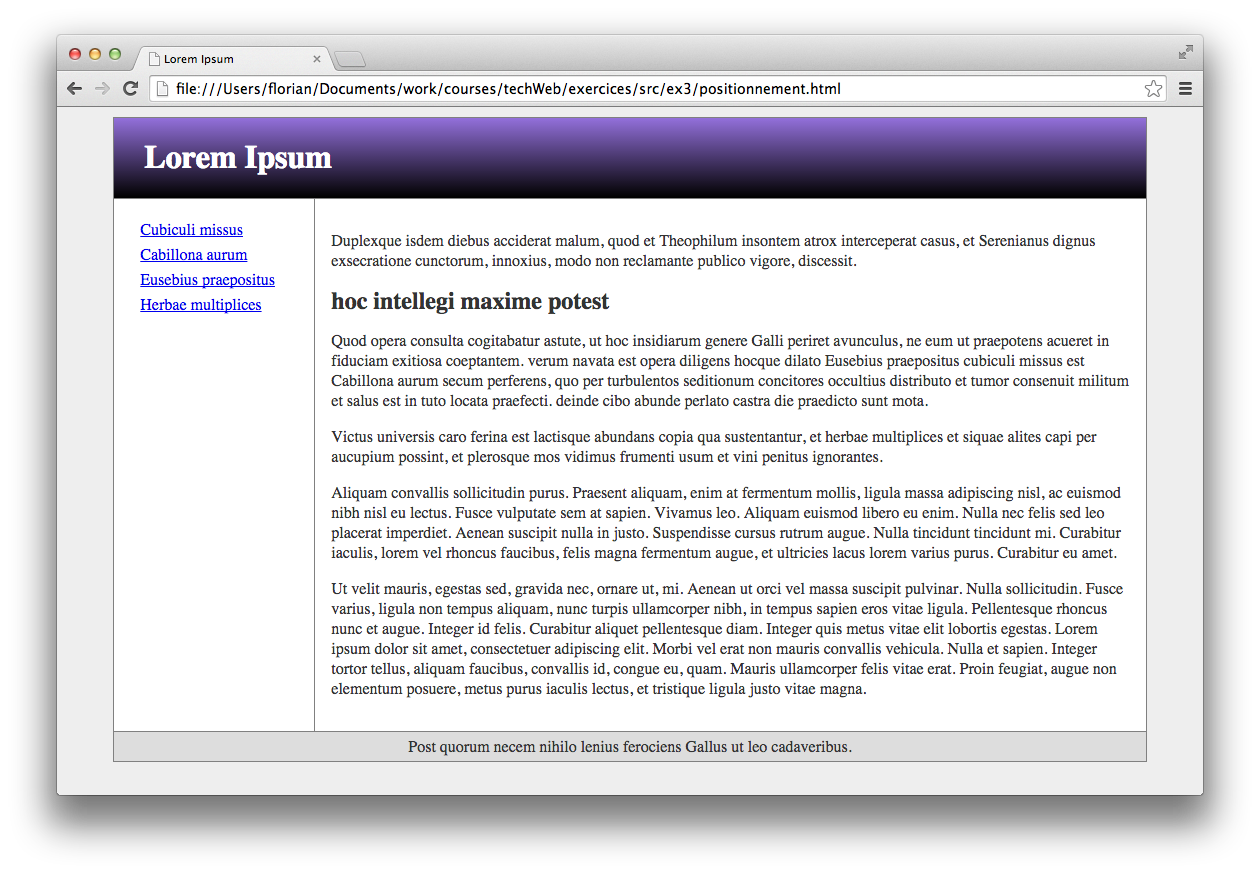 Lorem Ipsum
file:///Users/florian/Documents/work/courses/techWeb/exercices/src/ex3/positionnement.html
Lorem Ipsum
Cubiculi missus
Cabillona aurum
Eusebius praepositus
Herbae multiplices
Duplexque isdem diebus acciderat malum, quod et Theophilum insontem atrox interceperat casus, et Serenianus dignus
exsecratione cunctorum, innoxius, modo non reclamante publico vigore, discessit.
hoc intellegi maxime potest
Quod opera consulta cogitabatur astute, ut hoc insidiarum genere Galli periret avunculus, ne eum ut praepotens acueret in
fiduciam exitiosa coeptantem. verum navata est opera diligens hocque dilato Eusebius praepositus cubiculi missus est
Cabillona aurum secum perferens, quo per turbulentos seditionum concitores occultius distributo et tumor consenuit militum
et salus est in tuto locata praefecti. deinde cibo abunde perlato castra die praedicto sunt mota.
Victus universis caro ferina est lactisque abundans copia qua sustentantur, et herbae multiplices et siquae alites capi per
aucupium possint, et plerosque mos vidimus frumenti usum et vini penitus ignorantes.
Aliquam convallis sollicitudin purus. Praesent aliquam, enim at fermentum mollis, ligula massa adipiscing nisl, ac euismod
nibh nisl eu lectus. Fusce vulputate sem at sapien. Vivamus leo. Aliquam euismod libero eu enim. Nulla nec felis sed leo
placerat imperdiet. Aenean suscipit nulla in justo. Suspendisse cursus rutrum augue. Nulla tincidunt tincidunt mi. Curabitur
iaculis, lorem vel rhoncus faucibus, felis magna fermentum augue, et ultricies lacus lorem varius purus. Curabitur eu amet.
Ut velit mauris, egestas sed, gravida nec, ornare ut, mi. Aenean ut orci vel massa suscipit pulvinar. Nulla sollicitudin. Fusce
varius, ligula non tempus aliquam, nunc turpis ullamcorper nibh, in tempus sapien eros vitae ligula. Pellentesque rhoncus
nunc et augue. Integer id felis. Curabitur aliquet pellentesque diam. Integer quis metus vitae elit lobortis egestas. Lorem
ipsum dolor sit amet, consectetuer adipiscing elit. Morbi vel erat non mauris convallis vehicula. Nulla et sapien. Integer
tortor tellus, aliquam faucibus, convallis id, congue eu, quam. Mauris ullamcorper felis vitae erat. Proin feugiat, augue non
elementum posuere, metus purus iaculis lectus, et tristique ligula justo vitae magna.
Post quorum necem nihilo lenius ferociens Gallus ut leo cadaveribus.